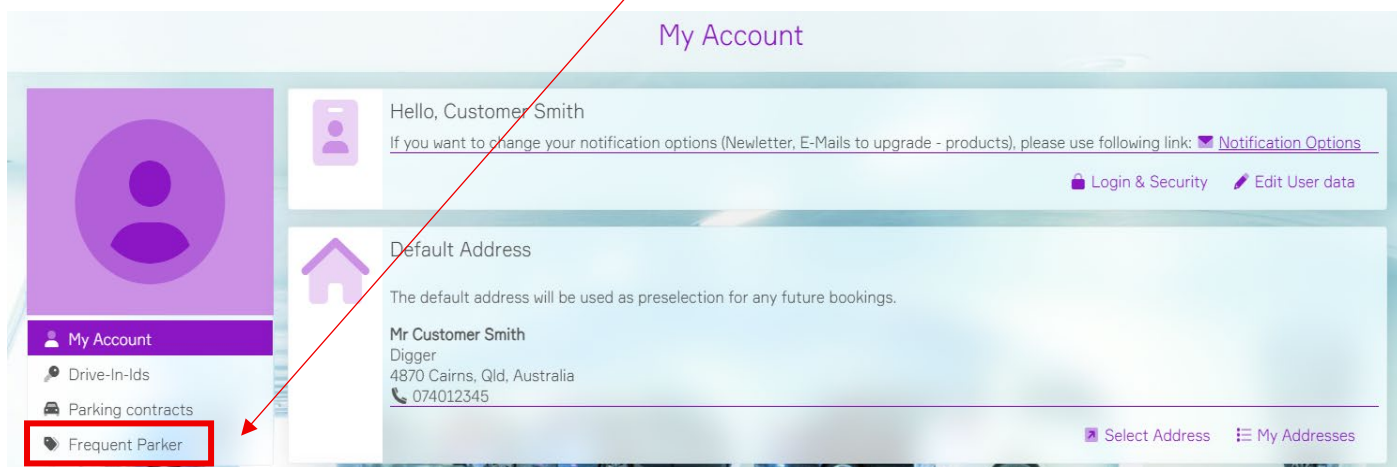 My Account
Hello, Customer Smith
If you want to change your notification options (Newletter, E-Mails to upgrade - products), please use following link: Notification Options
Login & Security Edit User data
Default Address
The default address will be used as preselection for any future bookings.
Mr Customer Smith
Digger
4870 Cairns, Qld, Australia
074012345
Select Address My Addresses
My Account
Drive-In-Ids
Parking contracts
Frequent Parker